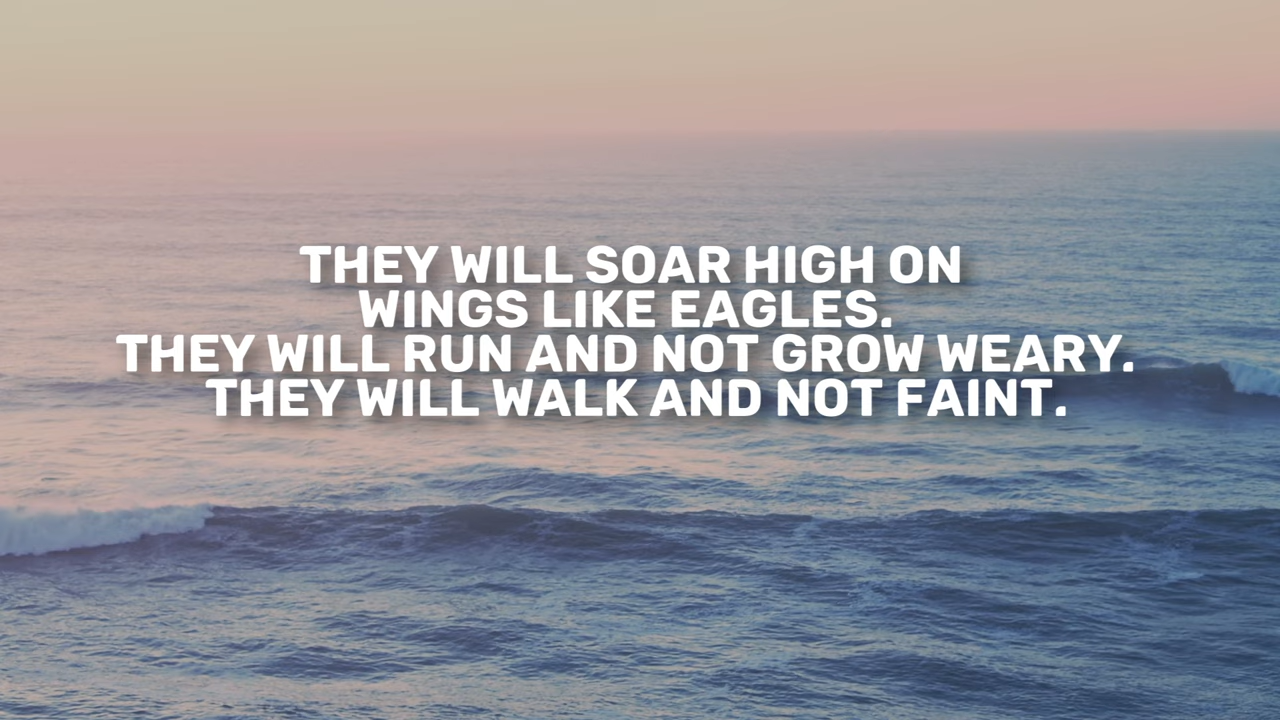 THEY WILL SOAR HIGH ON
WINGS LIKE EAGLES.
THEY WILL RUN AND NOT GROW WEARY.
THEY WILL WALK AND NOT FAINT.